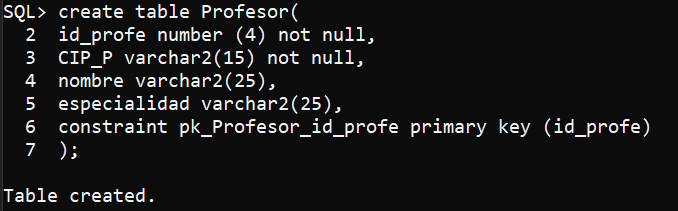 SQL> create table Profesor(
  2  id_profe number (4) not null,
  3  CIP_P varchar2(15) not null,
  4  nombre varchar2(25),
  5  especialidad varchar2(25),
  6  constraint pk_Profesor_id_profe primary key (id_profe)
  7  );
Table created.